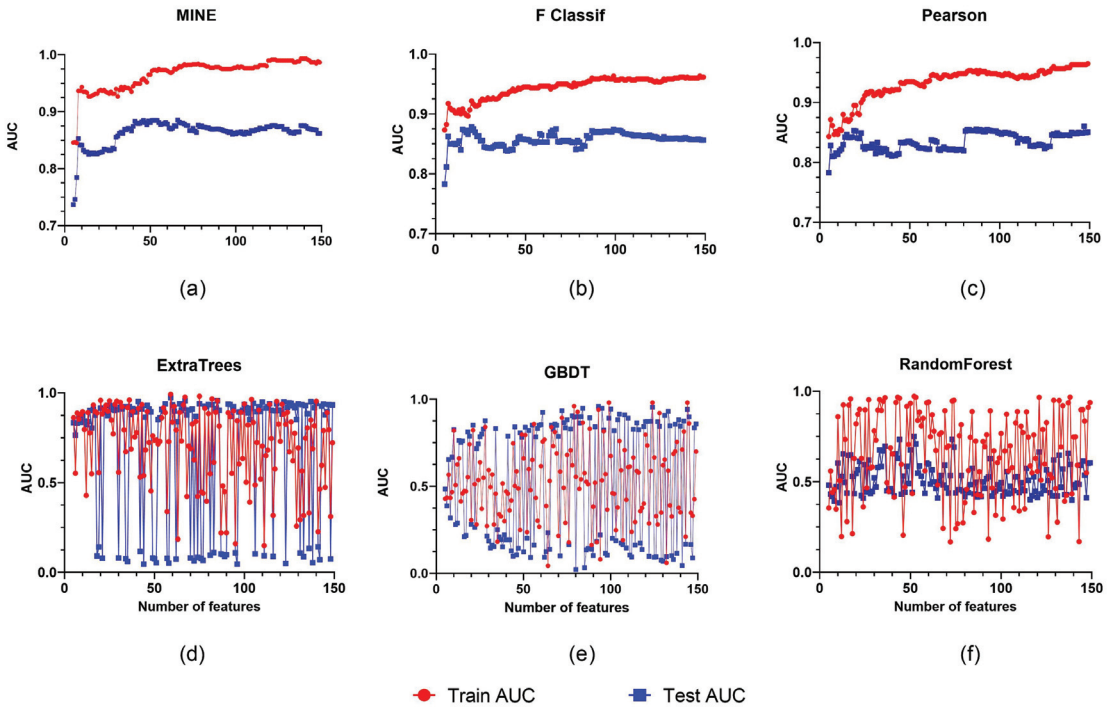 MINE
F Classif
Pearson
AUC
1.0
0.9
0.8
0.7
0
50
100
150
(a)
AUC
1.0
0.9
0.8
0.7
0
50
100
150
(b)
AUC
1.0
0.9
0.8
0.7
0
50
100
150
(c)
ExtraTrees
GBDT
RandomForest
AUC
1.0
0.5
0.0
0
50
100
150
Number of features
(d)
AUC
1.0
0.5
0.0
0
50
100
150
Number of features
(e)
AUC
1.0
0.5
0.0
0
50
100
150
Number of features
(f)
Train AUC
Test AUC